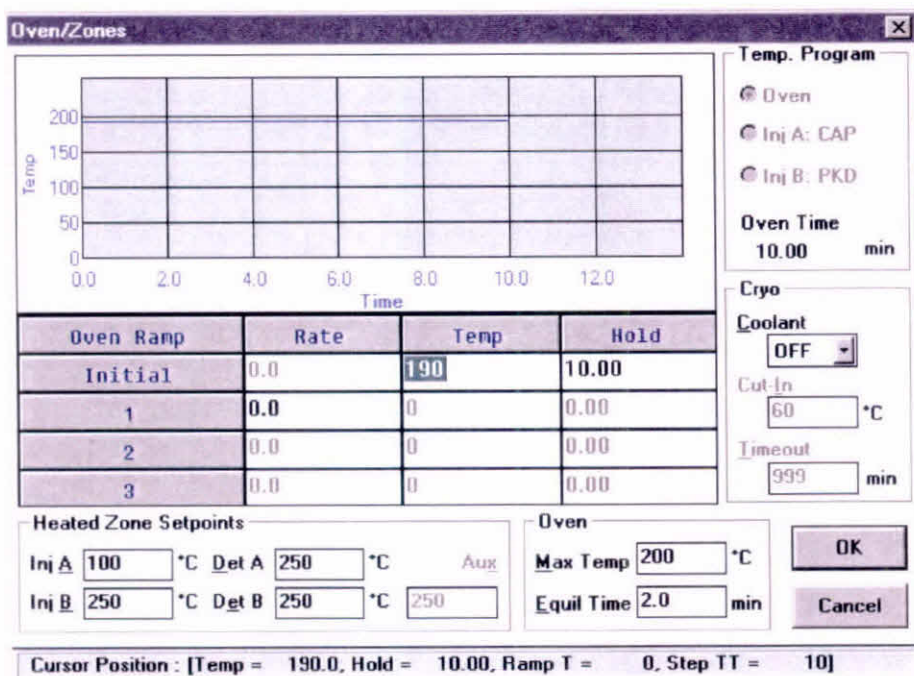 Oven/Zones
Temp
200
150
100
50
0
0.0 2.0 4.0 6.0 8.0 10.0 12.0
Time
Temp. Program
Oven
Inj A: CAP
Inj B: PKD
Oven Time
10.00 min
Oven Ramp Rate Temp Hold
Initial 0.0 190 10.00
1 0.0 0 0.00
2 0.0 0 0.00
3 0.0 0 0.00
Cryo
Coolant
OFF
Cut-In
60 °C
Timeout
999 min
Heated Zone Setpoints
Inj A 100 °C Det A 250 °C Aux
Inj B 250 °C Det B 250 °C 250
Oven
Max Temp 200 °C
Equil Time 2.0 min
OK
Cancel
Cursor Position : [Temp = 190.0, Hold = 10.00, Ramp T = 0, Step TT = 10]